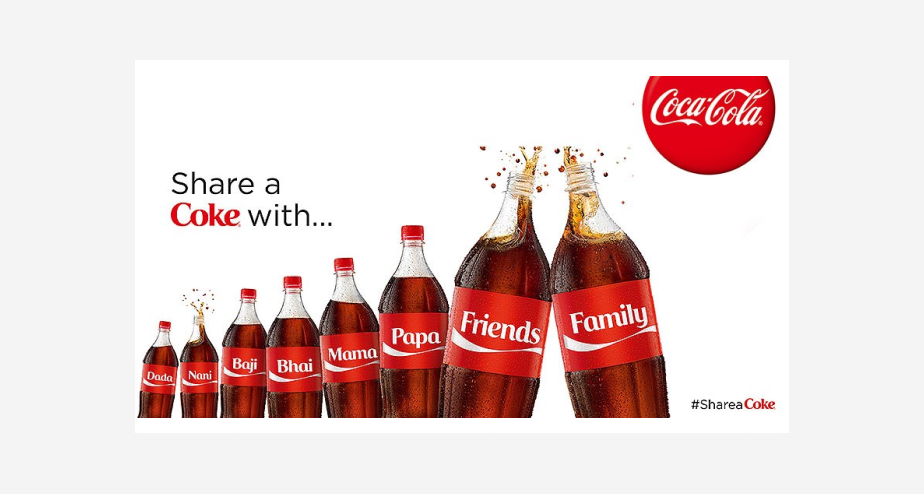 Coca-Cola
Share a
Coke with...
Dada
Nani
Baji
Bhai
Mama
Papa
Friends
Family
#ShareaCoke